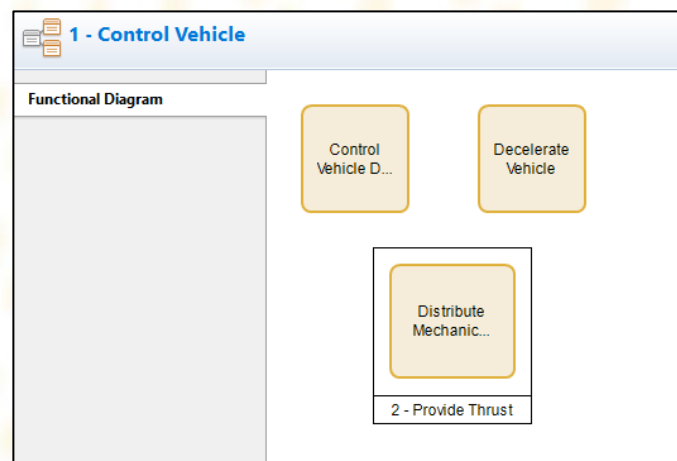 1 - Control Vehicle
Functional Diagram
Control
Vehicle D...
Decelerate
Vehicle
Distribute
Mechanic...
2 - Provide Thrust